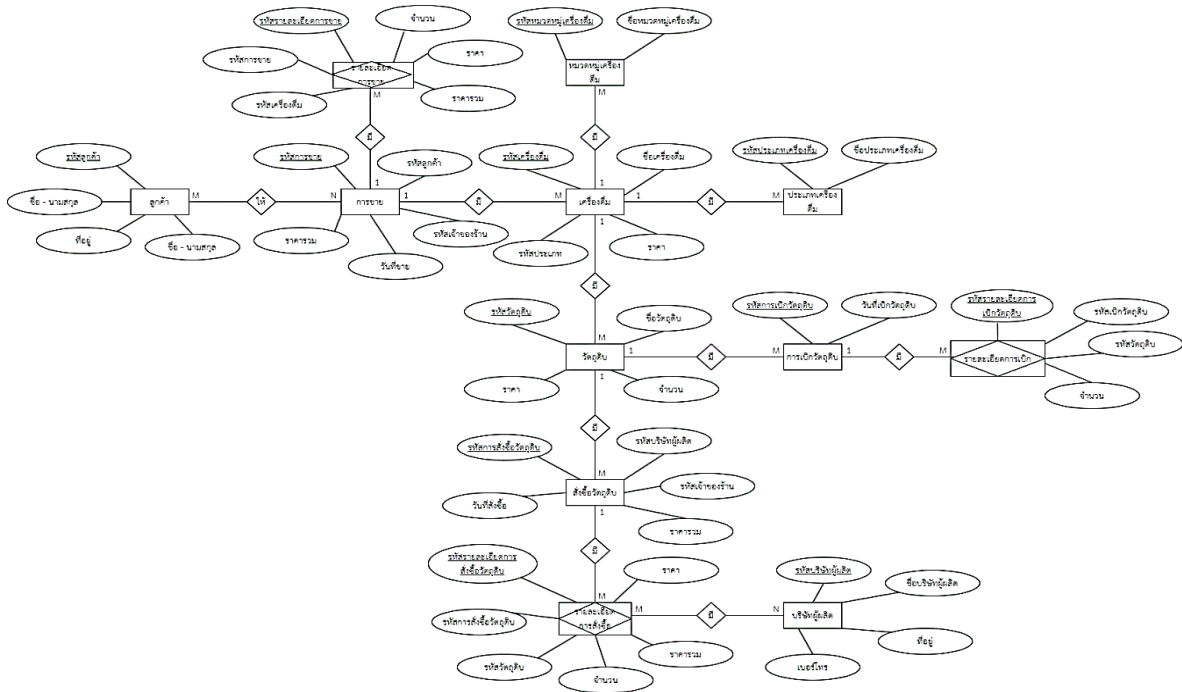 รหัสรายละเอียดการขาย
จำนวน
รหัสหมวดหมู่เครื่องดื่ม
ชื่อหมวดหมู่เครื่องดื่ม
รหัสการขาย
ราคา
รายละเอียด
การขาย
หมวดหมู่เครื่อง
ดื่ม
รหัสเครื่องดื่ม
ราคารวม
M
M
มี
มี
รหัสลูกค้า
รหัสการขาย
รหัสลูกค้า
รหัสเครื่องดื่ม
ชื่อเครื่องดื่ม
รหัสประเภทเครื่องดื่ม
ชื่อประเภทเครื่องดื่ม
1
1
ชื่อ - นามสกุล
ลูกค้า
M
ให้
N
การขาย
1
มี
M
เครื่องดื่ม
1
มี
M
ประเภทเครื่อง
ดื่ม
ที่อยู่
ชื่อ - นามสกุล
ราคารวม
รหัสเจ้าของร้าน
วันที่ขาย
รหัสประเภท
1
ราคา
มี
รหัสวัตถุดิบ
ชื่อวัตถุดิบ
รหัสการเบิกวัตถุดิบ
วันที่เบิกวัตถุดิบ
รหัสรายละเอียดการ
เบิกวัตถุดิบ
รหัสเบิกวัตถุดิบ
รหัสวัตถุดิบ
M
วัตถุดิบ
1
มี
M
การเบิกวัตถุดิบ
1
มี
M
รายละเอียดการเบิก
ราคา
1
จำนวน
จำนวน
มี
รหัสการสั่งซื้อวัตถุดิบ
รหัสบริษัทผู้ผลิต
M
สั่งซื้อวัตถุดิบ
รหัสเจ้าของร้าน
วันที่สั่งซื้อ
1
ราคารวม
มี
รหัสรายละเอียดการ
สั่งซื้อวัตถุดิบ
ราคา
รหัสบริษัทผู้ผลิต
ชื่อบริษัทผู้ผลิต
M
รายละเอียด
การสั่งซื้อ
M
มี
N
บริษัทผู้ผลิต
รหัสการสั่งซื้อวัตถุดิบ
ที่อยู่
รหัสวัตถุดิบ
จำนวน
ราคารวม
เบอร์โทร